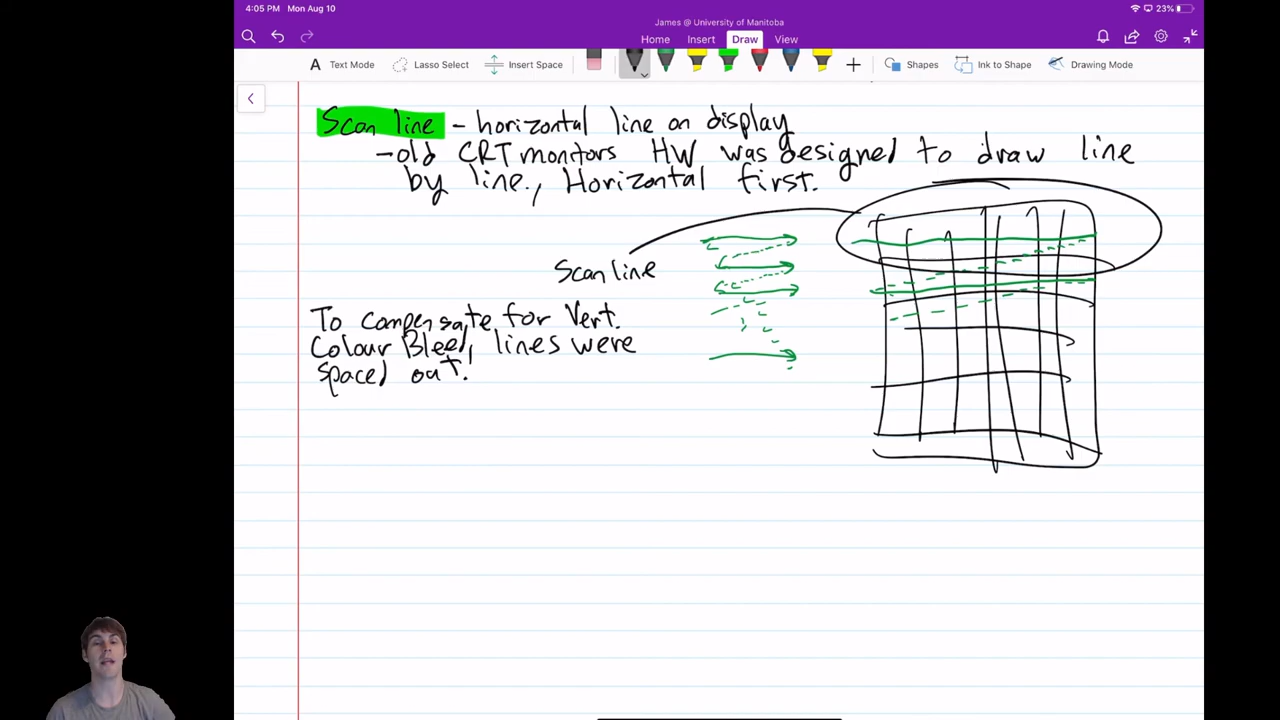 4:05 PM Mon Aug 10
23%
James @ University of Manitoba
Home Insert Draw View
A Text Mode Lasso Select Insert Space Shapes Ink to Shape Drawing Mode
Scan line - horizontal line on display
- old CRT monitors HW was designed to draw line
by line, Horizontal first.
Scan line
To compensate for Vert.
Colour Bleed, lines were
spaced out!